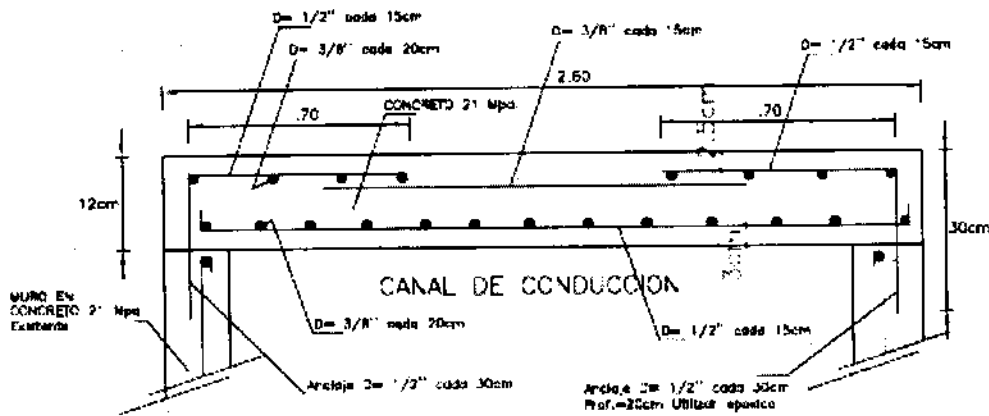 D= 1/2" cada 15cm
D= 3/8" cada 20cm
D= 3/8" cada 15cm
D= 1/2" cada 15cm
2.60
.70
CONCRETO 21 Mpa
.70
12cm
30cm
CANAL DE CONDUCCION
MURO EN
CONCRETO 21 Mpa
Existente
D= 3/8" cada 20cm
D= 1/2" cada 15cm
Anclaje D= 1/2" cada 30cm
Anclaje D= 1/2" cada 30cm
Prof.=20cm Utilizar epoxico